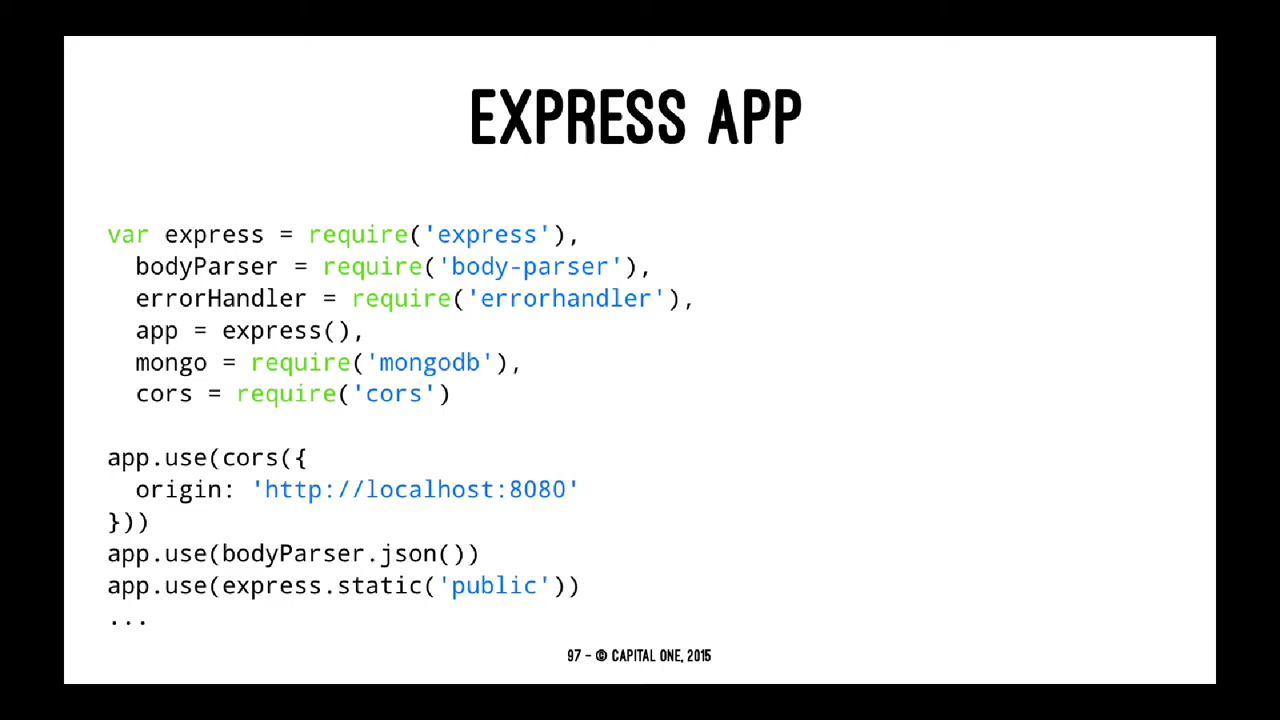 EXPRESS APP
var express = require('express'),
  bodyParser = require('body-parser'),
  errorHandler = require('errorhandler'),
  app = express(),
  mongo = require('mongodb'),
  cors = require('cors')

app.use(cors({
  origin: 'http://localhost:8080'
}))
app.use(bodyParser.json())
app.use(express.static('public'))
...
97 – © CAPITAL ONE, 2015